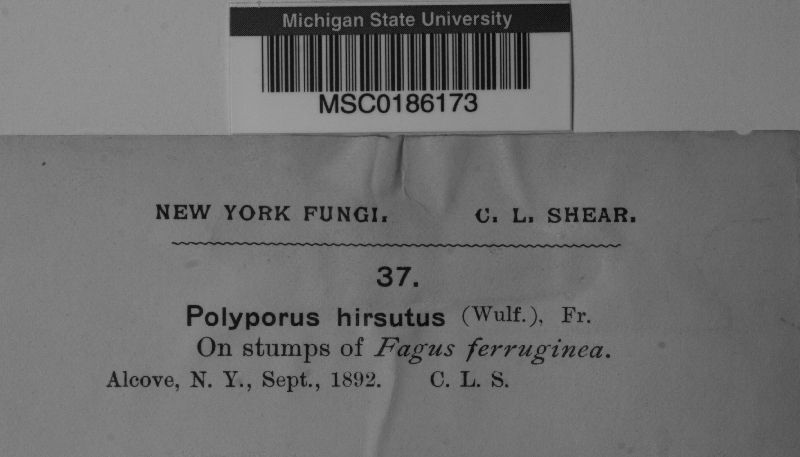 Michigan State University
MSC0186173
NEW YORK FUNGI. C. L. SHEAR.
37.
Polyporus hirsutus (Wulf.), Fr.
On stumps of Fagus ferruginea.
Alcove, N. Y., Sept., 1892. C. L. S.